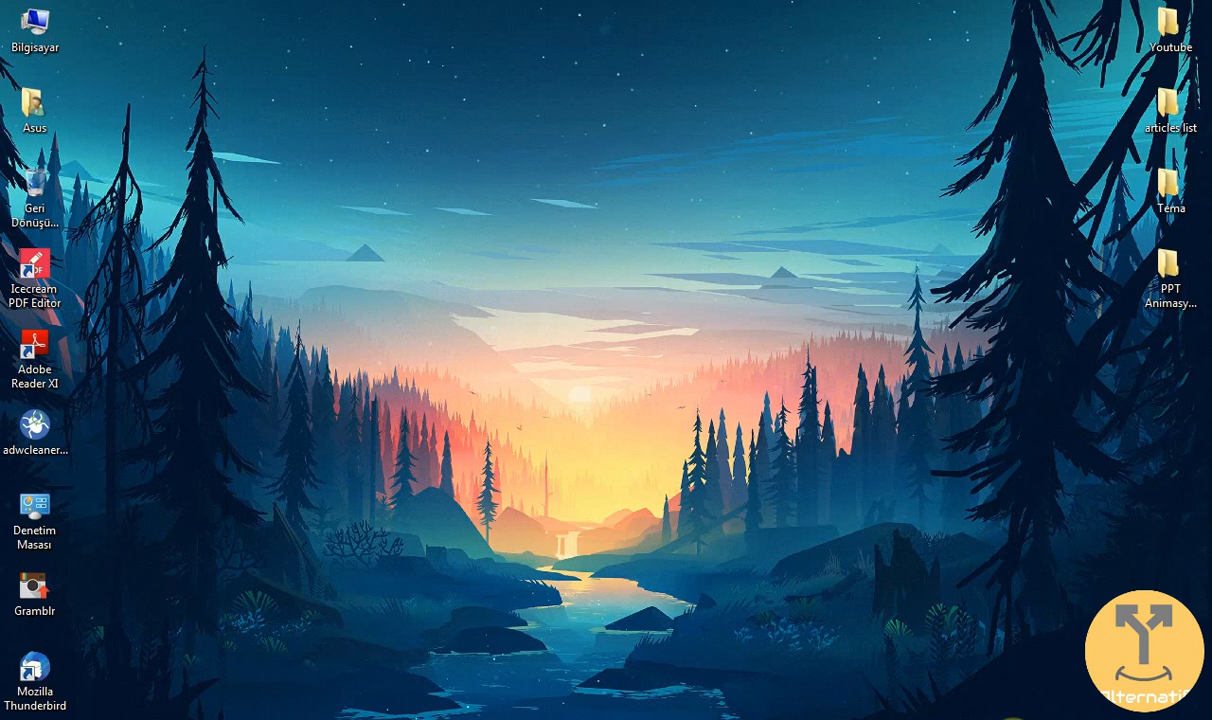 Bilgisayar
Asus
Geri
Dönüşü...
Icecream
PDF Editor
Adobe
Reader XI
adwcleaner...
Denetim
Masası
Gramblr
Mozilla
Thunderbird
Youtube
articles list
Tema
PPT
Animasy...
Alternatif